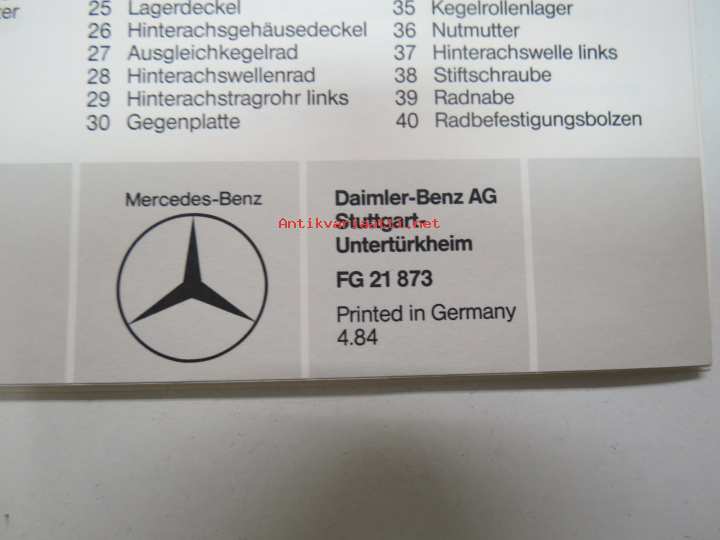 25 Lagerdeckel
26 Hinterachsgehäusedeckel
27 Ausgleichkegelrad
28 Hinterachswellenrad
29 Hinterachstragrohr links
30 Gegenplatte
35 Kegelrollenlager
36 Nutmutter
37 Hinterachswelle links
38 Stiftschraube
39 Radnabe
40 Radbefestigungsbolzen
Mercedes-Benz
Daimler-Benz AG
Stuttgart-
Untertürkheim
FG 21 873
Printed in Germany
4.84
Antikvariaatti.net